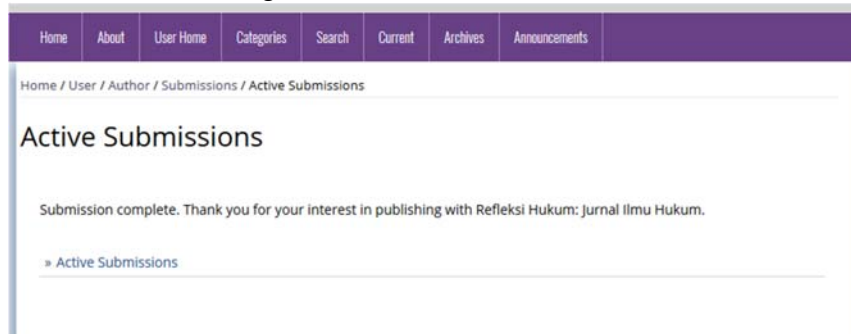 Home About User Home Categories Search Current Archives Announcements
Home / User / Author / Submissions / Active Submissions
Active Submissions
Submission complete. Thank you for your interest in publishing with Refleksi Hukum: Jurnal Ilmu Hukum.
» Active Submissions